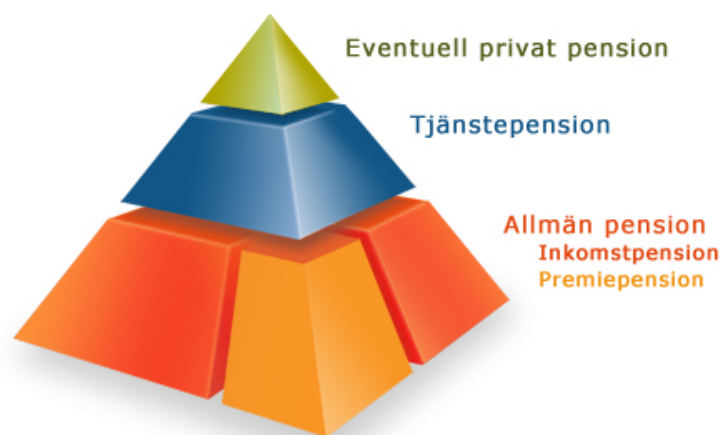 Eventuell privat pension
Tjänstepension
Allmän pension
Inkomstpension
Premiepension